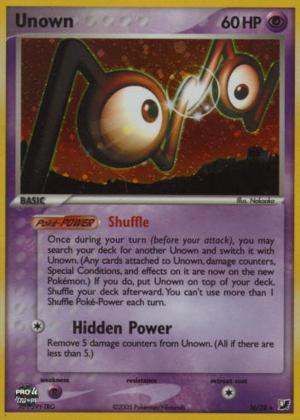 Unown
60 HP
BASIC
Illus. Nakaoka
Poké-POWER Shuffle
Once during your turn (before your attack), you may
search your deck for another Unown and switch it with
Unown. (Any cards attached to Unown, damage counters,
Special Conditions, and effects on it are now on the new
Pokémon.) If you do, put Unown on top of your deck.
Shuffle your deck afterward. You can't use more than 1
Shuffle Poké-Power each turn.
Hidden Power
Remove 5 damage counters from Unown. (All if there are
less than 5.)
weakness
resistance
retreat cost
©2005 Pokémon/Nintendo